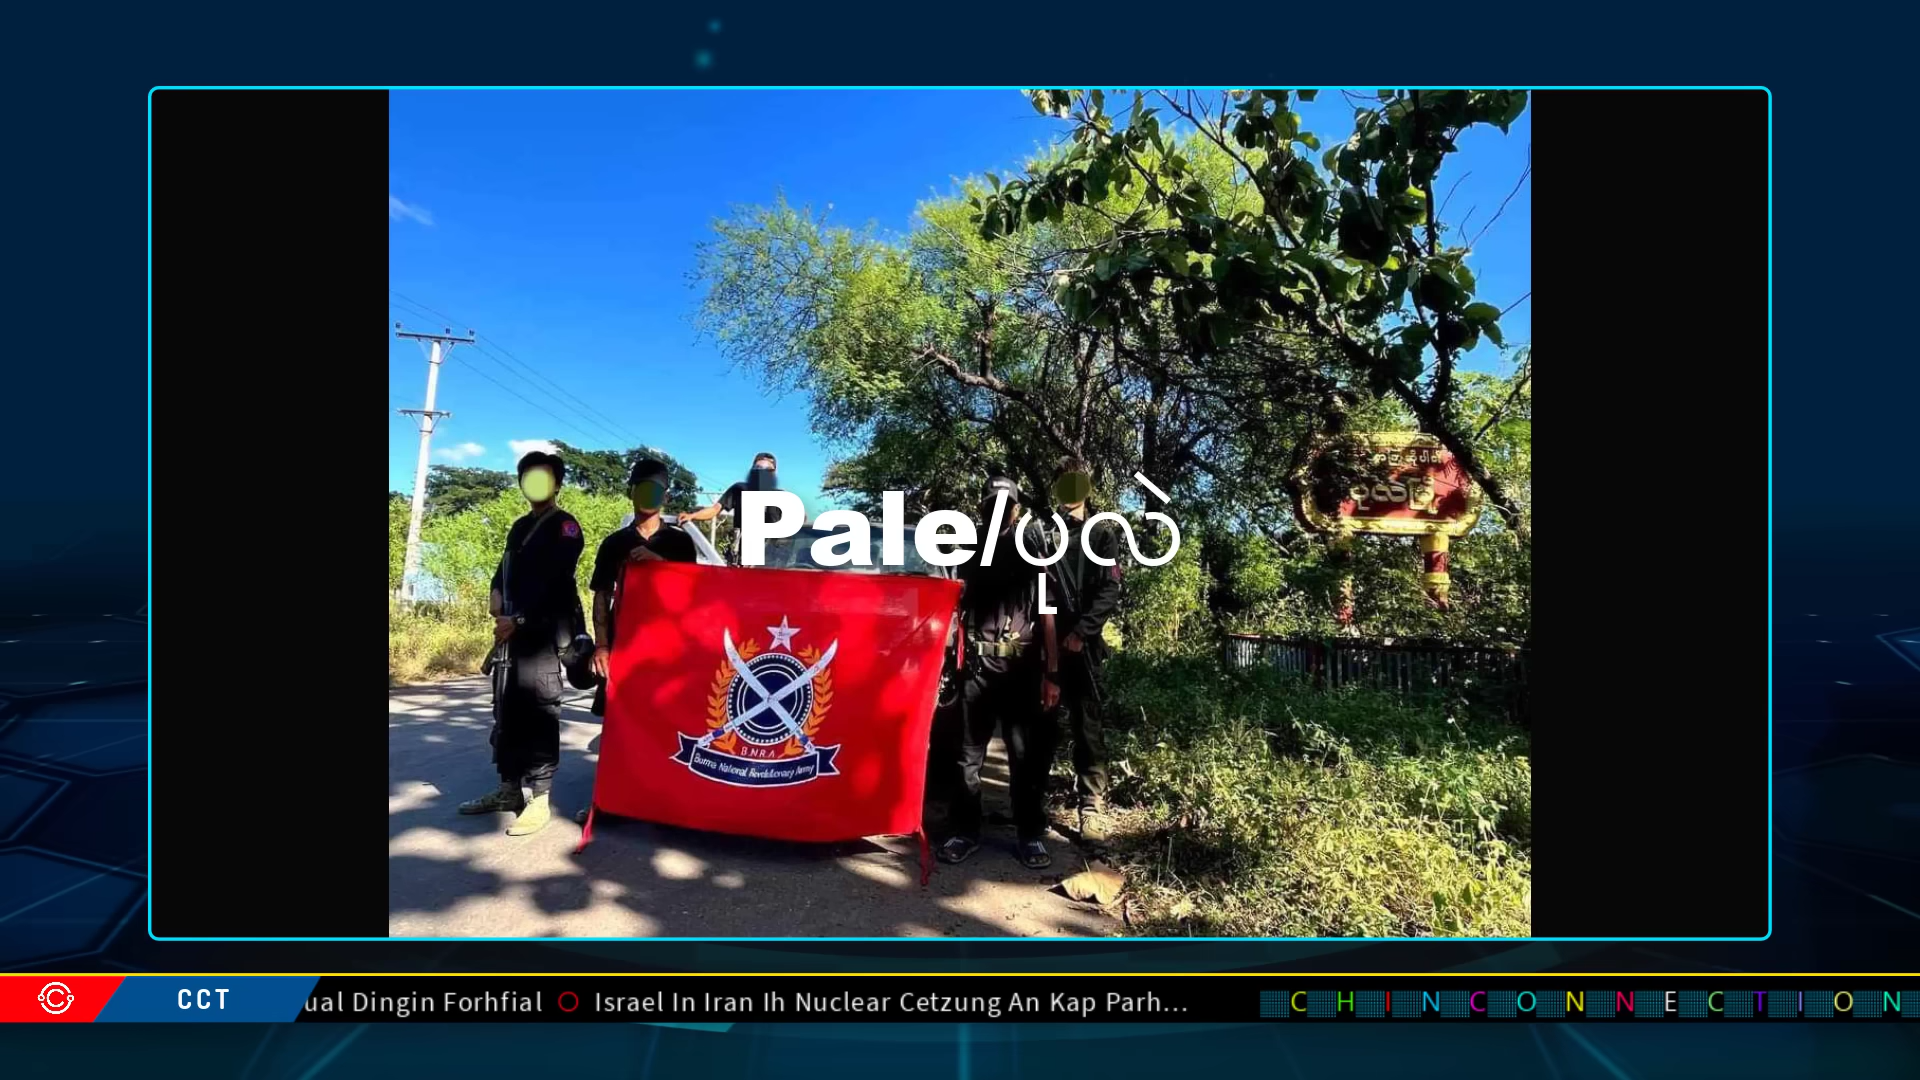 Pale/ပုလဲ
B.N.R.A
Burma National Revolutionary Army
CCT
ual Dingin Forhfial
Israel In Iran Ih Nuclear Cetzung An Kap Parh...
CHINCONNECTION